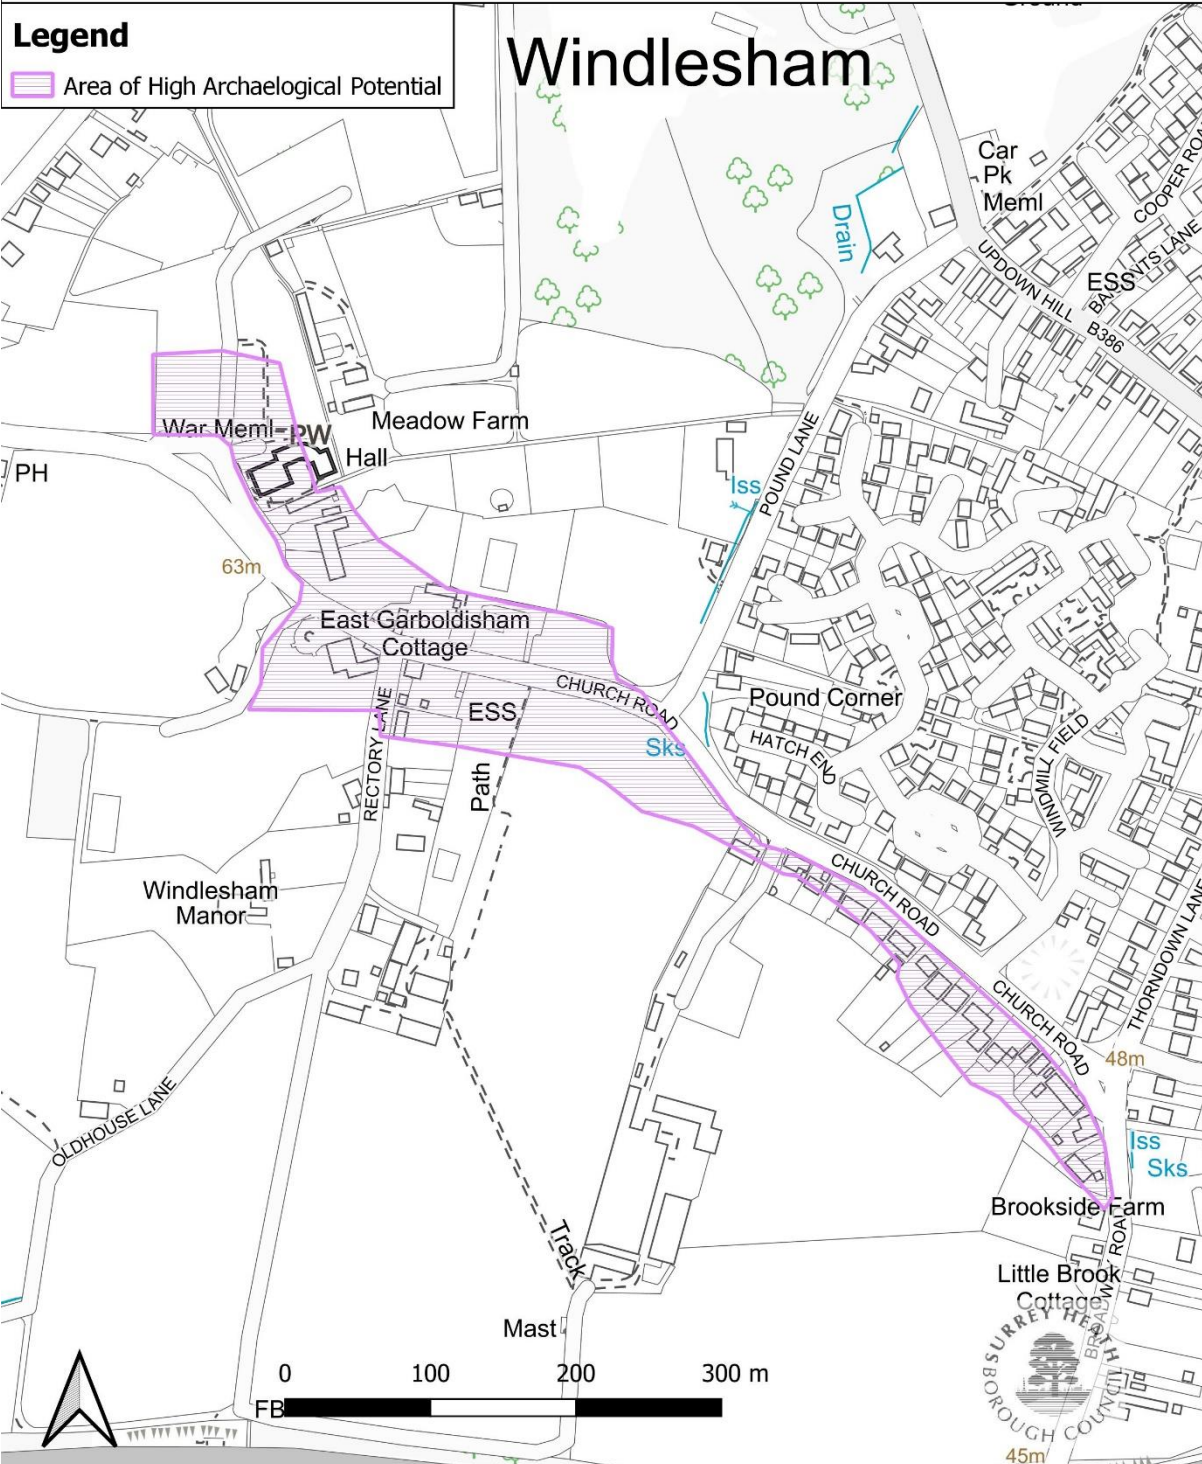 Legend
Area of High Archaelogical Potential
Windlesham
Car
Pk
Meml
COOPER
UPDOWN HILL
B386
ESS
LANE
Drain
War Meml
PW
Hall
Meadow Farm
PH
POUND LANE
Iss
63m
East Garboldisham
Cottage
CHURCH ROAD
ESS
Sks
Pound Corner
HATCH END
WINDMILL FIELD
RECTORY LANE
Path
Windlesham
Manor
CHURCH ROAD
CHURCH ROAD
THORNDOWN LANE
48m
OLDHOUSE LANE
Iss
Sks
Brookside Farm
Little Brook
Cottage
ROAD
Track
Mast
0 100 200 300 m
FB
SURREY HEATH
BOROUGH COUNCIL
45m